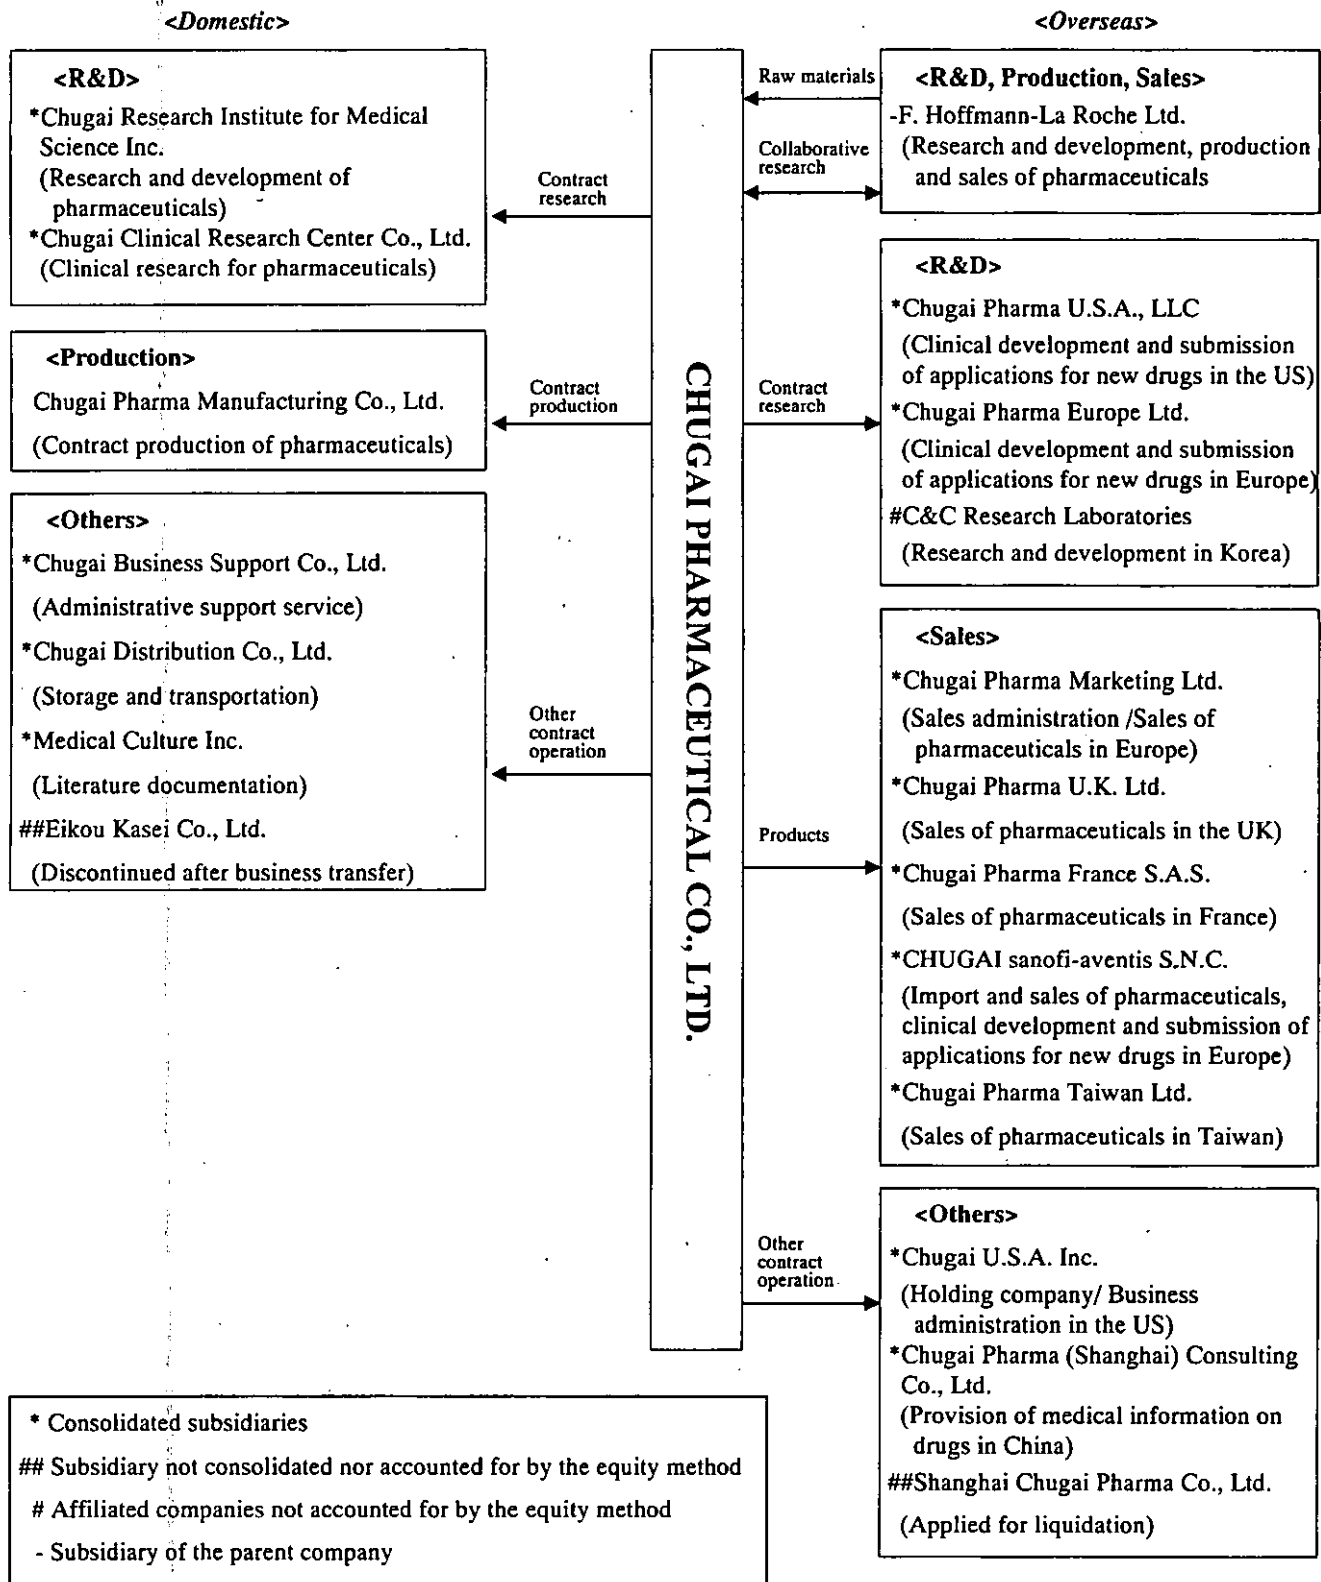 <Domestic>
<R&D>
*Chugai Research Institute for Medical
Science Inc.
(Research and development of
pharmaceuticals)
*Chugai Clinical Research Center Co., Ltd.
(Clinical research for pharmaceuticals)
Contract
research
<Production>
Chugai Pharma Manufacturing Co., Ltd.
(Contract production of pharmaceuticals)
Contract
production
<Others>
*Chugai Business Support Co., Ltd.
(Administrative support service)
*Chugai Distribution Co., Ltd.
(Storage and transportation)
*Medical Culture Inc.
(Literature documentation)
##Eikou Kasei Co., Ltd.
(Discontinued after business transfer)
Other
contract
operation
CHUGAI PHARMACEUTICAL CO., LTD.
<Overseas>
Raw materials
Collaborative
research
<R&D, Production, Sales>
-F. Hoffmann-La Roche Ltd.
(Research and development, production
and sales of pharmaceuticals
Contract
research
<R&D>
*Chugai Pharma U.S.A., LLC
(Clinical development and submission
of applications for new drugs in the US)
*Chugai Pharma Europe Ltd.
(Clinical development and submission
of applications for new drugs in Europe)
#C&C Research Laboratories
(Research and development in Korea)
Products
<Sales>
*Chugai Pharma Marketing Ltd.
(Sales administration /Sales of
pharmaceuticals in Europe)
*Chugai Pharma U.K. Ltd.
(Sales of pharmaceuticals in the UK)
*Chugai Pharma France S.A.S.
(Sales of pharmaceuticals in France)
*CHUGAI sanofi-aventis S.N.C.
(Import and sales of pharmaceuticals,
clinical development and submission of
applications for new drugs in Europe)
*Chugai Pharma Taiwan Ltd.
(Sales of pharmaceuticals in Taiwan)
Other
contract
operation
<Others>
*Chugai U.S.A. Inc.
(Holding company/ Business
administration in the US)
*Chugai Pharma (Shanghai) Consulting
Co., Ltd.
(Provision of medical information on
drugs in China)
##Shanghai Chugai Pharma Co., Ltd.
(Applied for liquidation)
* Consolidated subsidiaries
## Subsidiary not consolidated nor accounted for by the equity method
# Affiliated companies not accounted for by the equity method
- Subsidiary of the parent company